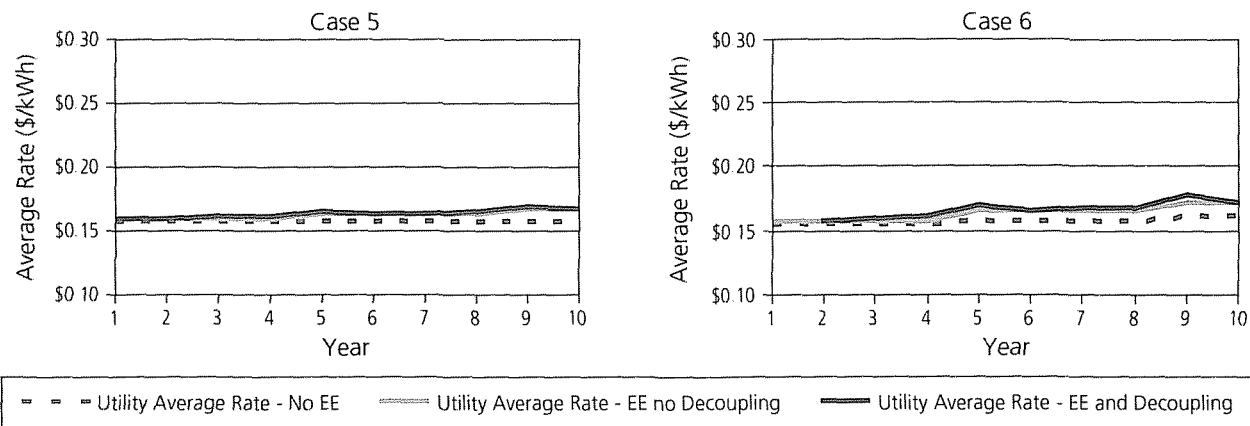 Case 5
$0 30
$0.25
$0.20
$0.15
$0 10
Average Rate ($/kWh)
1 2 3 4 5 6 7 8 9 10
Year
Case 6
$0 30
$0.25
$0.20
$0 15
$0 10
Average Rate ($/kWh)
1 2 3 4 5 6 7 8 9 10
Year
Utility Average Rate - No EE
Utility Average Rate - EE no Decoupling
Utility Average Rate - EE and Decoupling